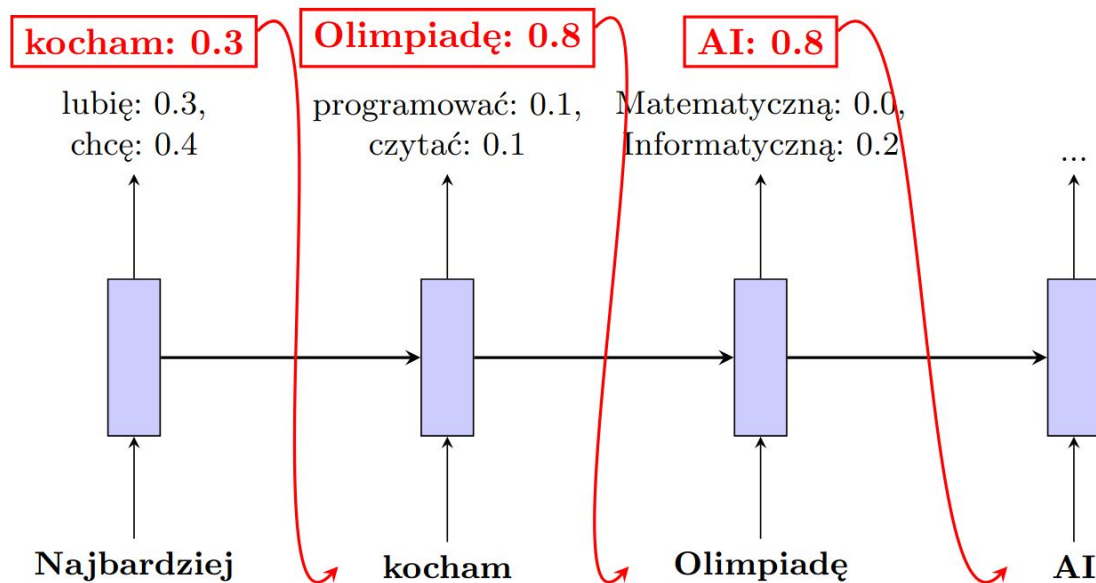 kocham: 0.3
lubię: 0.3,
chcę: 0.4
Olimpiadę: 0.8
programować: 0.1,
czytać: 0.1
AI: 0.8
Matematyczną: 0.0,
Informatyczną: 0.2
...
Najbardziej
kocham
Olimpiadę
AI